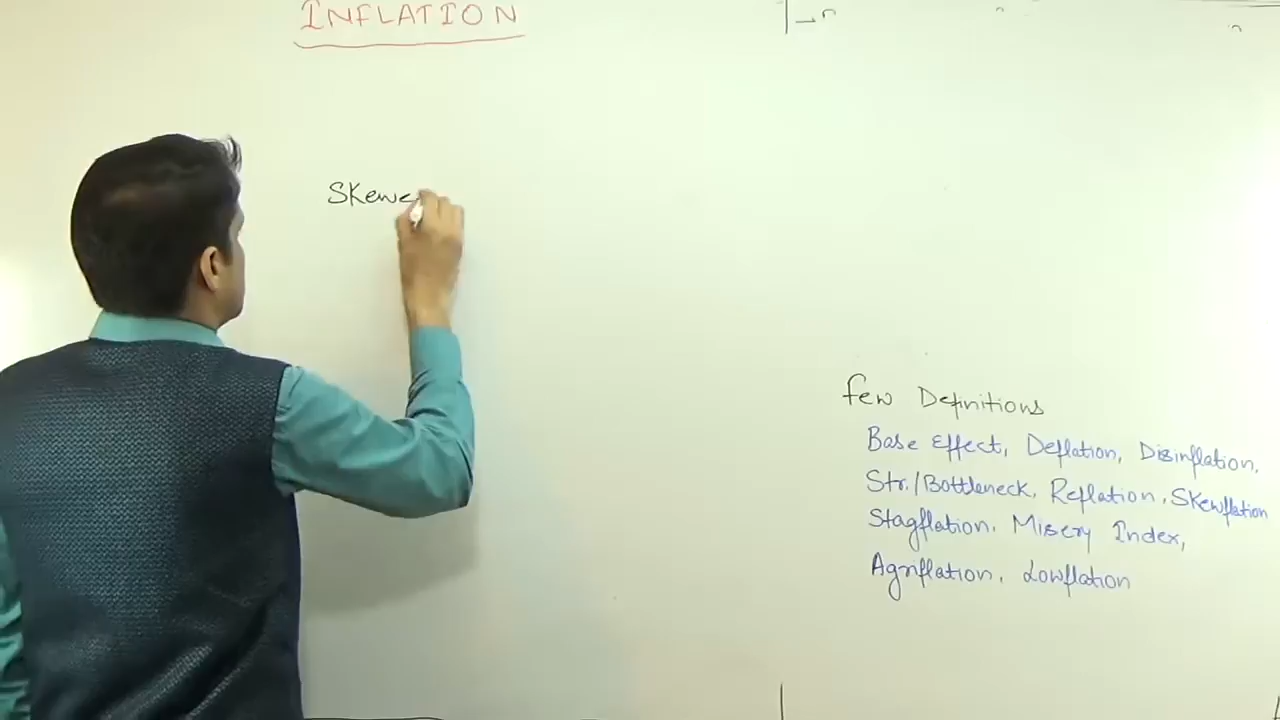 INFLATION
Skewe
few Definitions
Base Effect, Deflation, Disinflation,
Str./Bottleneck, Reflation, Skewflation
Stagflation, Misery Index,
Agriflation, Lowflation